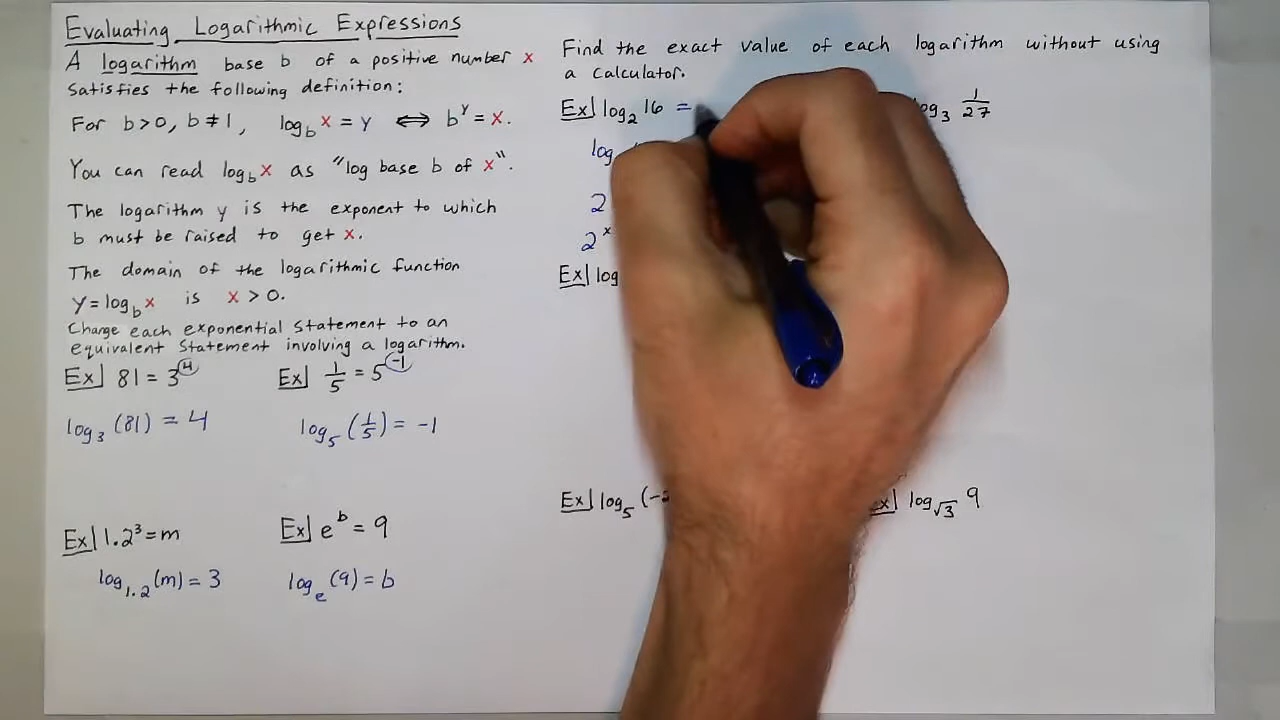 Evaluating Logarithmic Expressions
A logarithm base b of a positive number x
satisfies the following definition:
For b>0, b≠1, log_b x = y ⟺ b^y = x.
You can read log_b x as "log base b of x".
The logarithm y is the exponent to which
b must be raised to get x.
The domain of the logarithmic function
y = log_b x is x > 0.
Change each exponential statement to an
equivalent statement involving a logarithm.
Ex] 81 = 3^4 Ex] 1/5 = 5^-1
log_3 (81) = 4 log_5 (1/5) = -1
Ex] 1.2^3 = m Ex] e^b = 9
log_1.2 (m) = 3 log_e (9) = b
Find the exact value of each logarithm without using
a calculator.
Ex] log_2 16 = log_3 1/27
log
2
2^x
Ex] log
Ex] log_5 (- Ex] log_√3 9